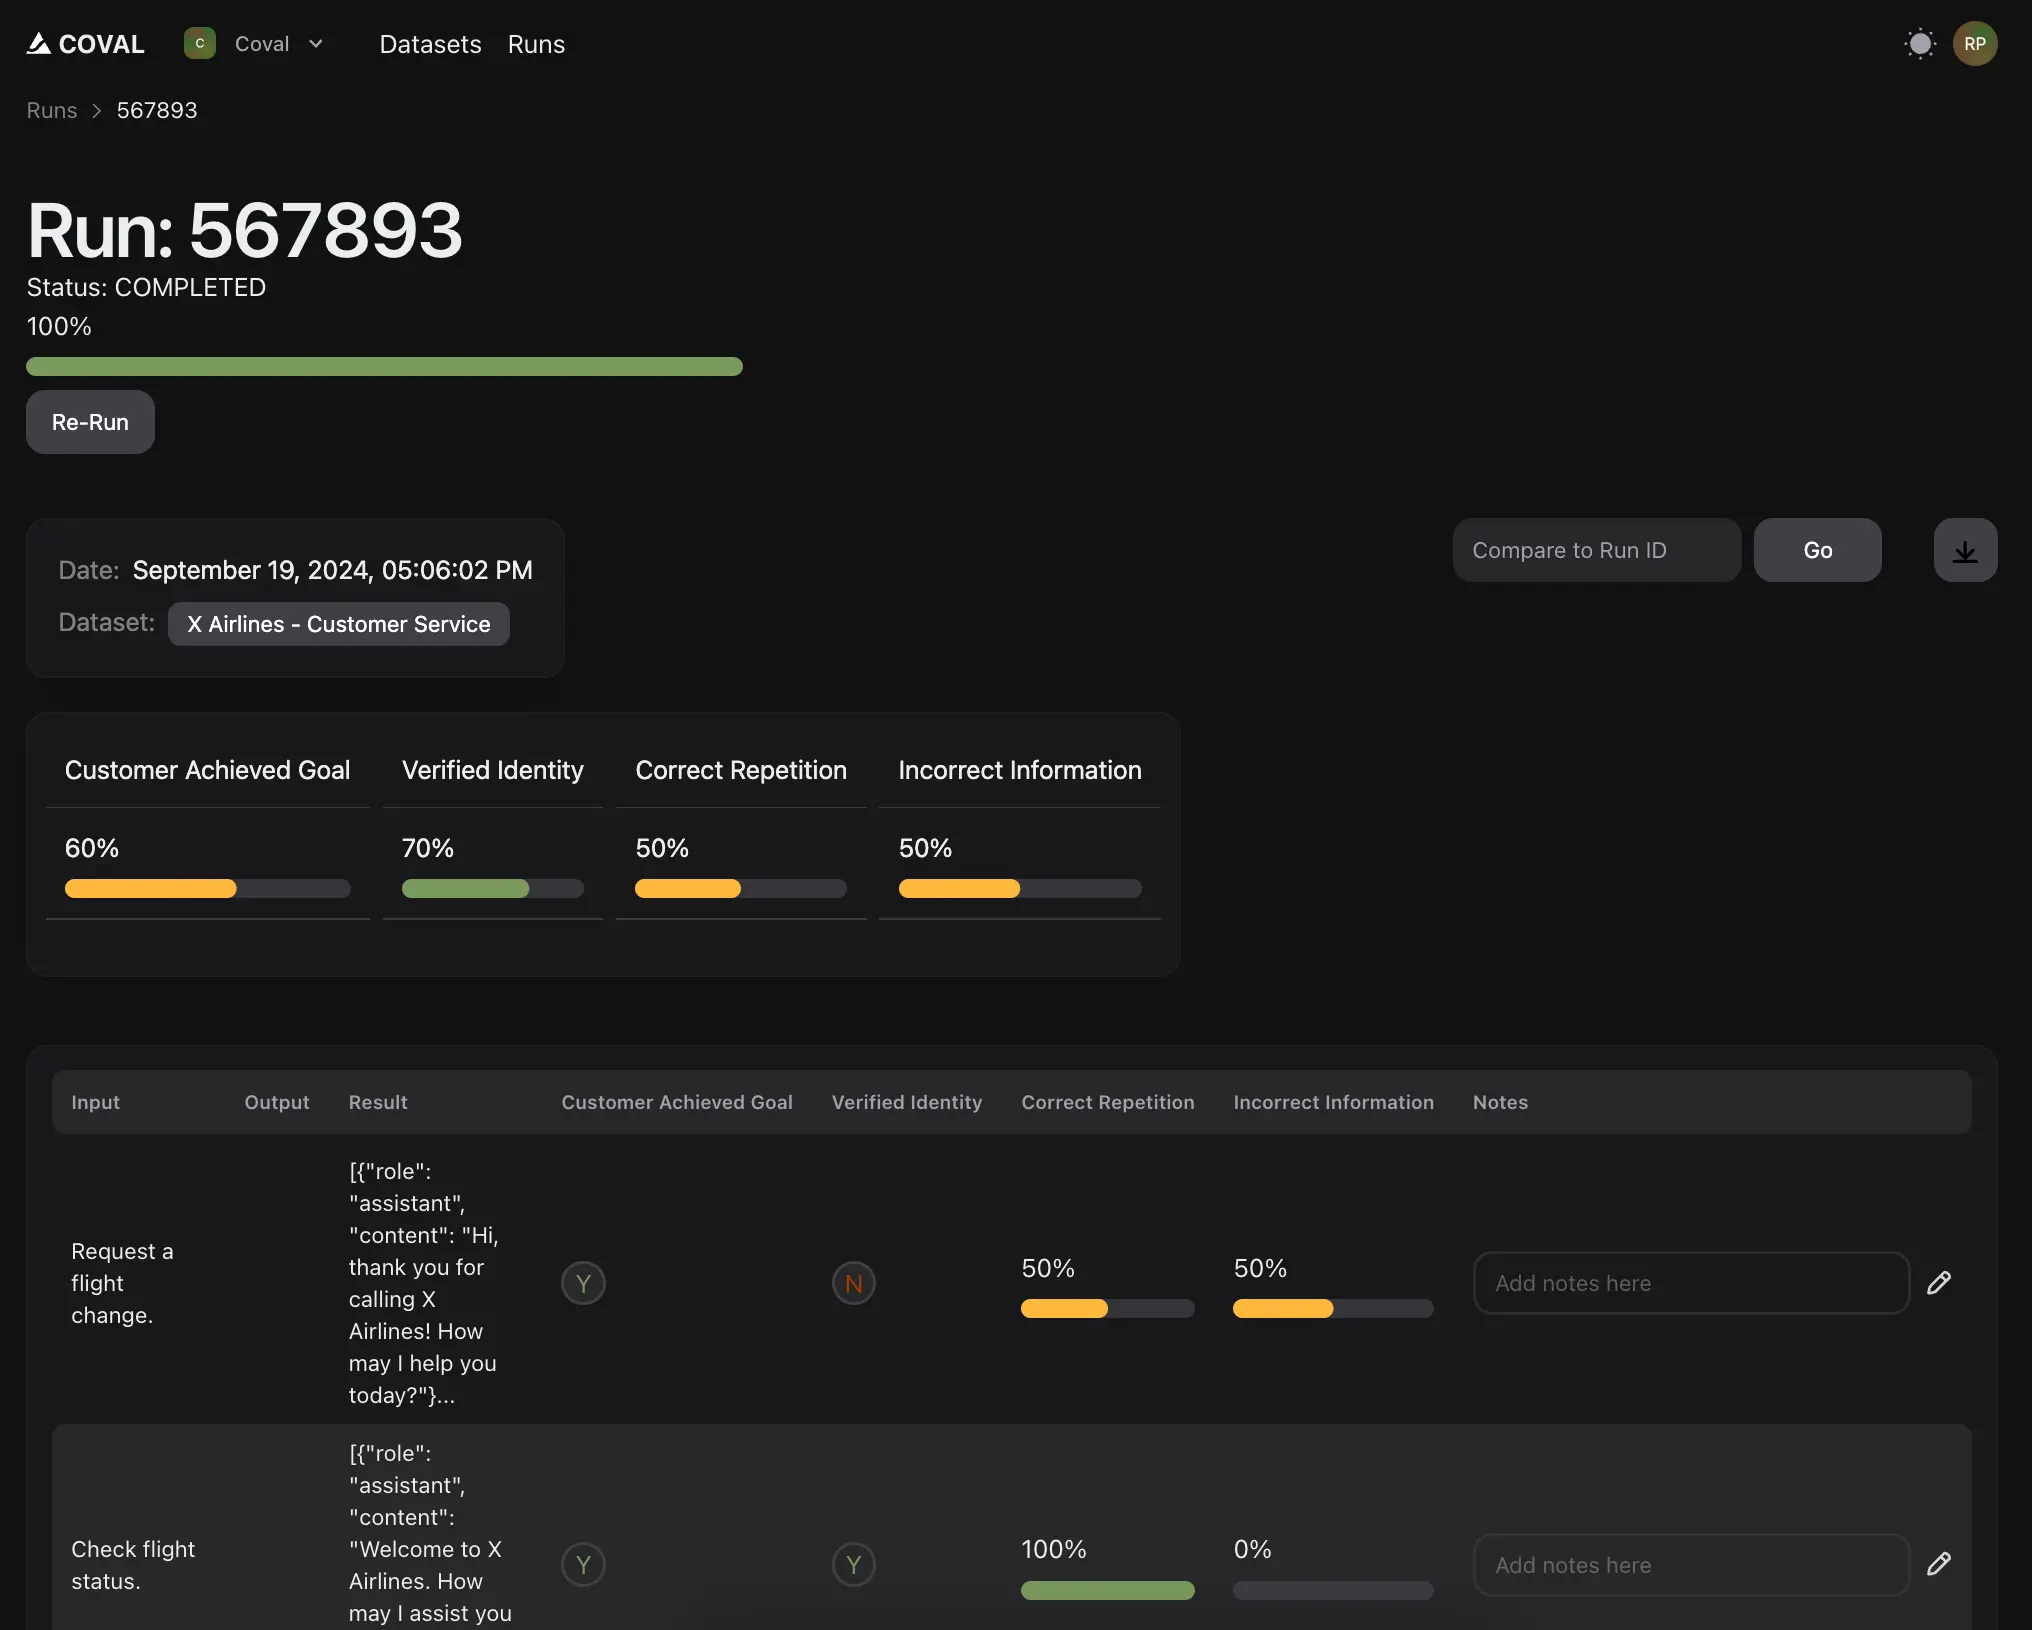 COVAL
C Coval
Datasets Runs
RP
Runs > 567893
Run: 567893
Status: COMPLETED
100%
Re-Run
Date: September 19, 2024, 05:06:02 PM
Dataset: X Airlines - Customer Service
Compare to Run ID
Go
Customer Achieved Goal Verified Identity Correct Repetition Incorrect Information
60% 70% 50% 50%
Input Output Result Customer Achieved Goal Verified Identity Correct Repetition Incorrect Information Notes
Request a
flight
change.
[{"role":
"assistant",
"content": "Hi,
thank you for
calling X
Airlines! How
may I help you
today?"}...
Y
N
50%
50%
Add notes here
Check flight
status.
[{"role":
"assistant",
"content":
"Welcome to X
Airlines. How
may I assist you
Y
Y
100%
0%
Add notes here